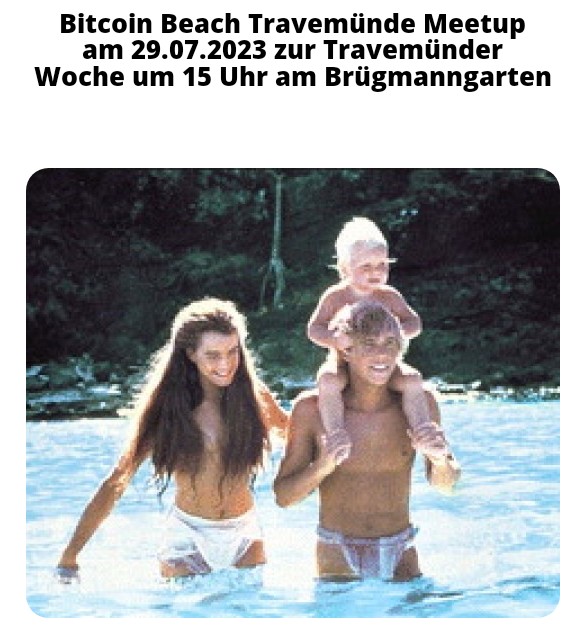 Bitcoin Beach Travemünde Meetup
am 29.07.2023 zur Travemünder
Woche um 15 Uhr am Brügmanngarten